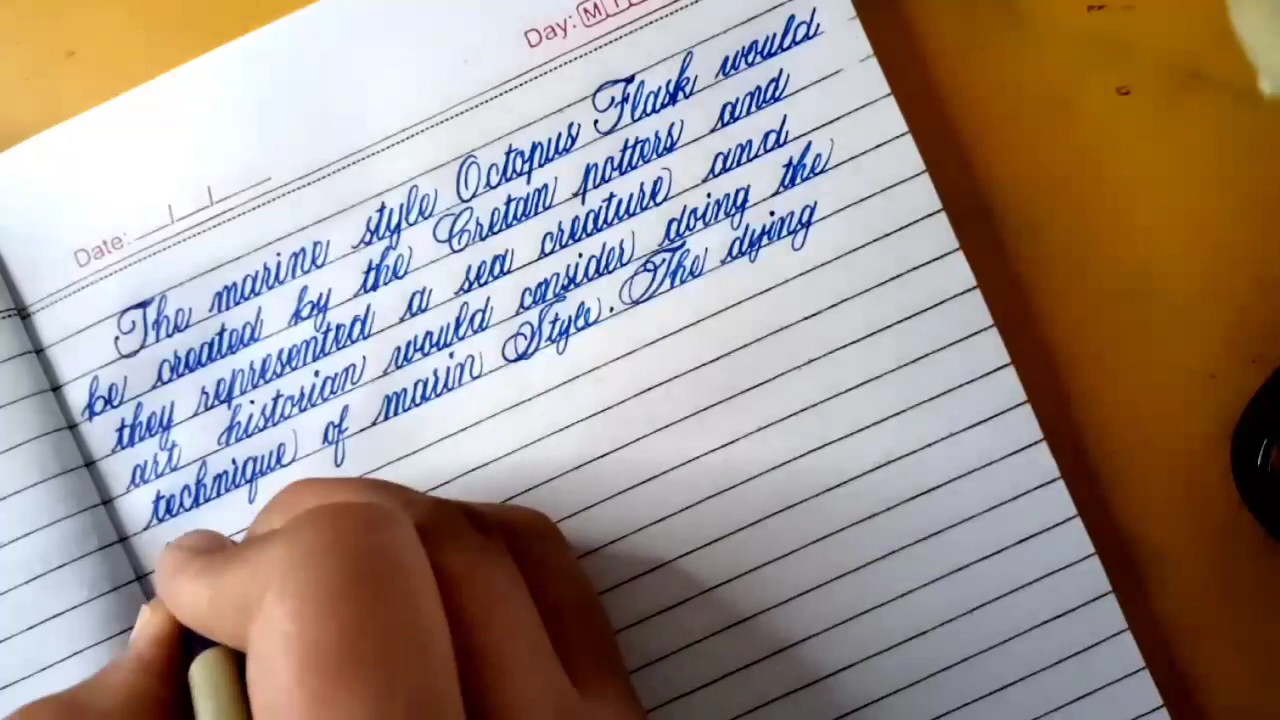 Day: M
Date:
The marine style Octopus Flask would
be created by the Cretan potters and
they represented a sea creature and
art historian would consider doing the
technique of marin Style. The dying